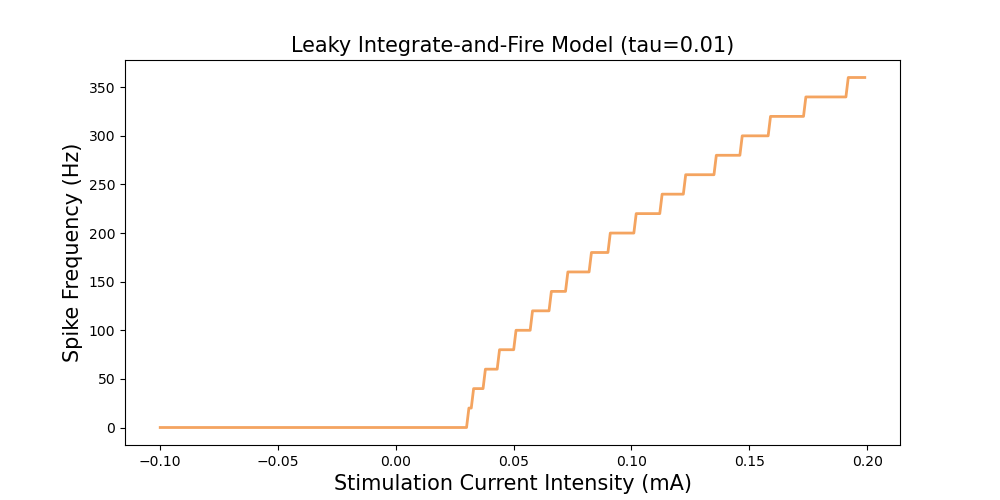 Leaky Integrate-and-Fire Model (tau=0.01)
Spike Frequency (Hz)
350
300
250
200
150
100
50
0
−0.10 −0.05 0.00 0.05 0.10 0.15 0.20
Stimulation Current Intensity (mA)